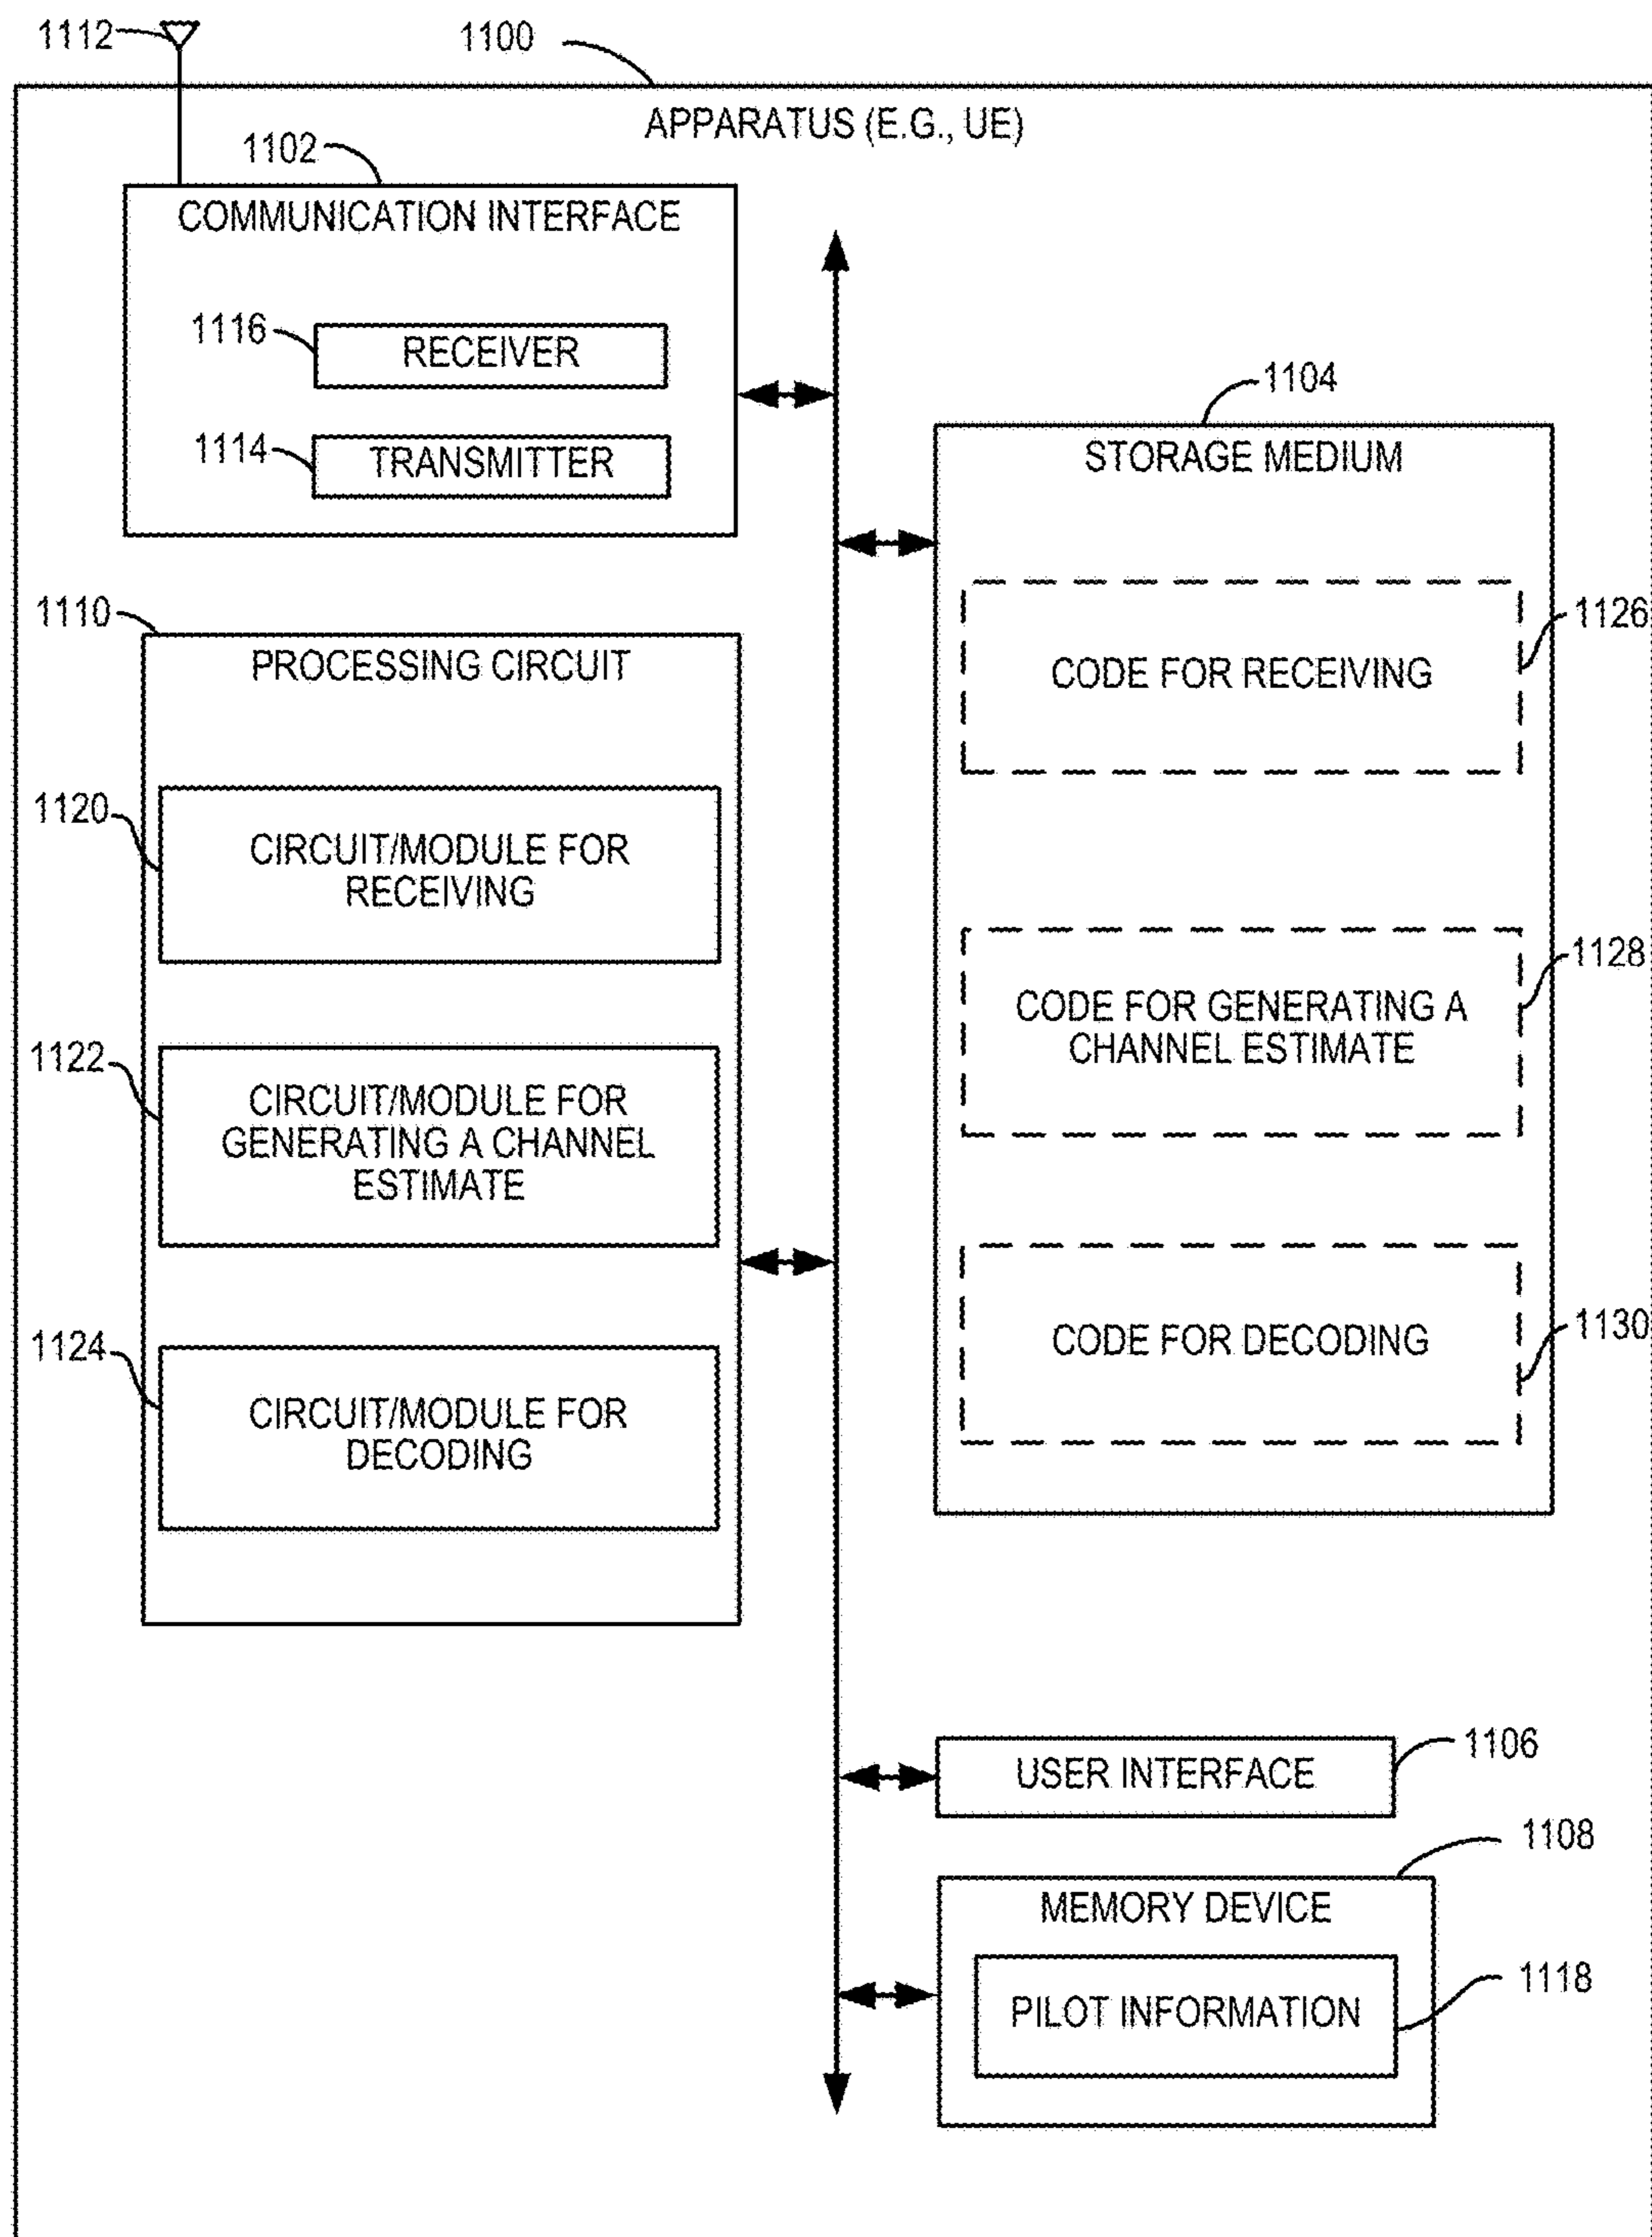 1112
1100
APPARATUS (E.G., UE)
1102
COMMUNICATION INTERFACE
1116
RECEIVER
1114
TRANSMITTER
1104
STORAGE MEDIUM
1126
CODE FOR RECEIVING
1128
CODE FOR GENERATING A
CHANNEL ESTIMATE
1130
CODE FOR DECODING
1110
PROCESSING CIRCUIT
1120
CIRCUIT/MODULE FOR
RECEIVING
1122
CIRCUIT/MODULE FOR
GENERATING A CHANNEL
ESTIMATE
1124
CIRCUIT/MODULE FOR
DECODING
1106
USER INTERFACE
1108
MEMORY DEVICE
1118
PILOT INFORMATION